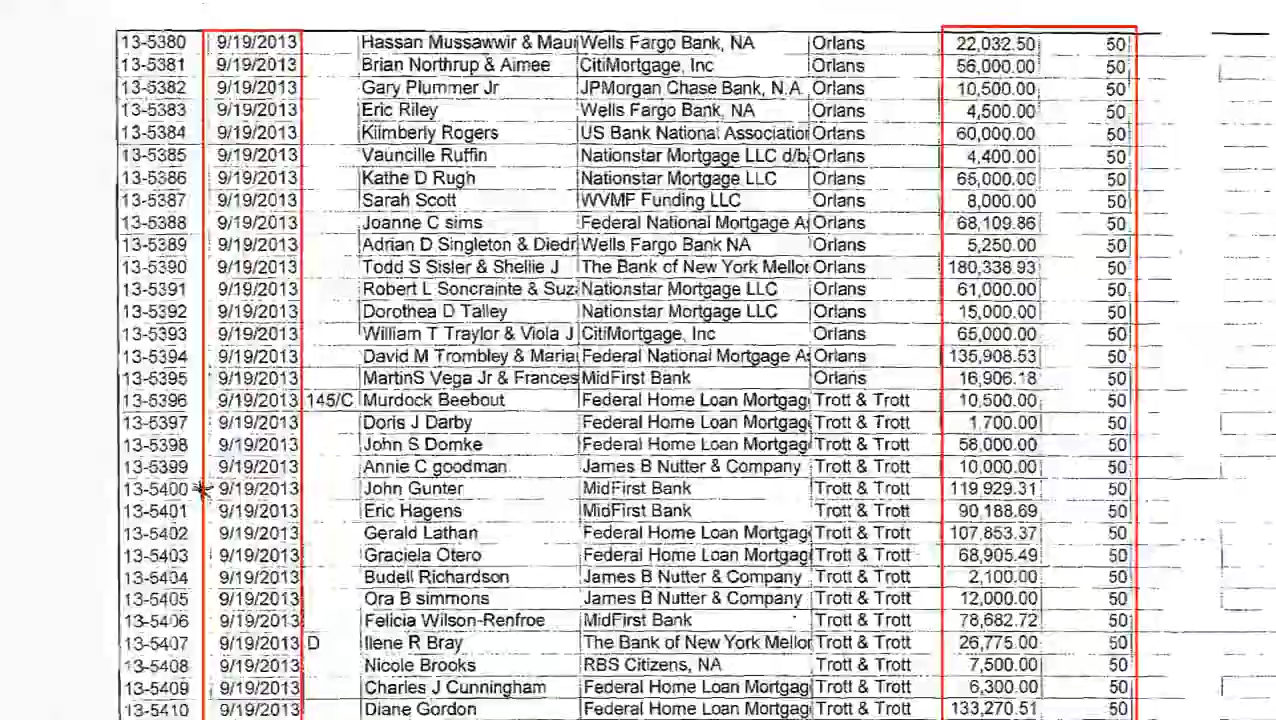 13-5380 9/19/2013 Hassan Mussawwir & Mau Wells Fargo Bank, NA Orlans 22,032.50 50
13-5381 9/19/2013 Brian Northrup & Aimee CitiMortgage, Inc Orlans 56,000.00 50
13-5382 9/19/2013 Gary Plummer Jr JPMorgan Chase Bank, N.A Orlans 10,500.00 50
13-5383 9/19/2013 Eric Riley Wells Fargo Bank, NA Orlans 4,500.00 50
13-5384 9/19/2013 Kiimberly Rogers US Bank National Associatio Orlans 60,000.00 50
13-5385 9/19/2013 Vauncille Ruffin Nationstar Mortgage LLC d/b Orlans 4,400.00 50
13-5386 9/19/2013 Kathe D Rugh Nationstar Mortgage LLC Orlans 65,000.00 50
13-5387 9/19/2013 Sarah Scott WVMF Funding LLC Orlans 8,000.00 50
13-5388 9/19/2013 Joanne C sims Federal National Mortgage A Orlans 68,109.86 50
13-5389 9/19/2013 Adrian D Singleton & Diedr Wells Fargo Bank NA Orlans 5,250.00 50
13-5390 9/19/2013 Todd S Sisler & Shellie J The Bank of New York Mellor Orlans 180,338.93 50
13-5391 9/19/2013 Robert L Soncrainte & Suz Nationstar Mortgage LLC Orlans 61,000.00 50
13-5392 9/19/2013 Dorothea D Talley Nationstar Mortgage LLC Orlans 15,000.00 50
13-5393 9/19/2013 William T Traylor & Viola J CitiMortgage, Inc Orlans 65,000.00 50
13-5394 9/19/2013 David M Trombley & Maria Federal National Mortgage A Orlans 135,908.53 50
13-5395 9/19/2013 MartinS Vega Jr & Frances MidFirst Bank Orlans 16,906.18 50
13-5396 9/19/2013 145/C Murdock Beebout Federal Home Loan Mortgag Trott & Trott 10,500.00 50
13-5397 9/19/2013 Doris J Darby Federal Home Loan Mortgag Trott & Trott 1,700.00 50
13-5398 9/19/2013 John S Domke Federal Home Loan Mortgag Trott & Trott 58,000.00 50
13-5399 9/19/2013 Annie C goodman James B Nutter & Company Trott & Trott 10,000.00 50
13-5400 9/19/2013 John Gunter MidFirst Bank Trott & Trott 119,929.31 50
13-5401 9/19/2013 Eric Hagens MidFirst Bank Trott & Trott 90,188.69 50
13-5402 9/19/2013 Gerald Lathan Federal Home Loan Mortgag Trott & Trott 107,853.37 50
13-5403 9/19/2013 Graciela Otero Federal Home Loan Mortgag Trott & Trott 68,905.49 50
13-5404 9/19/2013 Budell Richardson James B Nutter & Company Trott & Trott 2,100.00 50
13-5405 9/19/2013 Ora B simmons James B Nutter & Company Trott & Trott 12,000.00 50
13-5406 9/19/2013 Felicia Wilson-Renfroe MidFirst Bank Trott & Trott 78,682.72 50
13-5407 9/19/2013 D Ilene R Bray The Bank of New York Mellor Trott & Trott 26,775.00 50
13-5408 9/19/2013 Nicole Brooks RBS Citizens, NA Trott & Trott 7,500.00 50
13-5409 9/19/2013 Charles J Cunningham Federal Home Loan Mortgag Trott & Trott 6,300.00 50
13-5410 9/19/2013 Diane Gordon Federal Home Loan Mortgag Trott & Trott 133,270.51 50